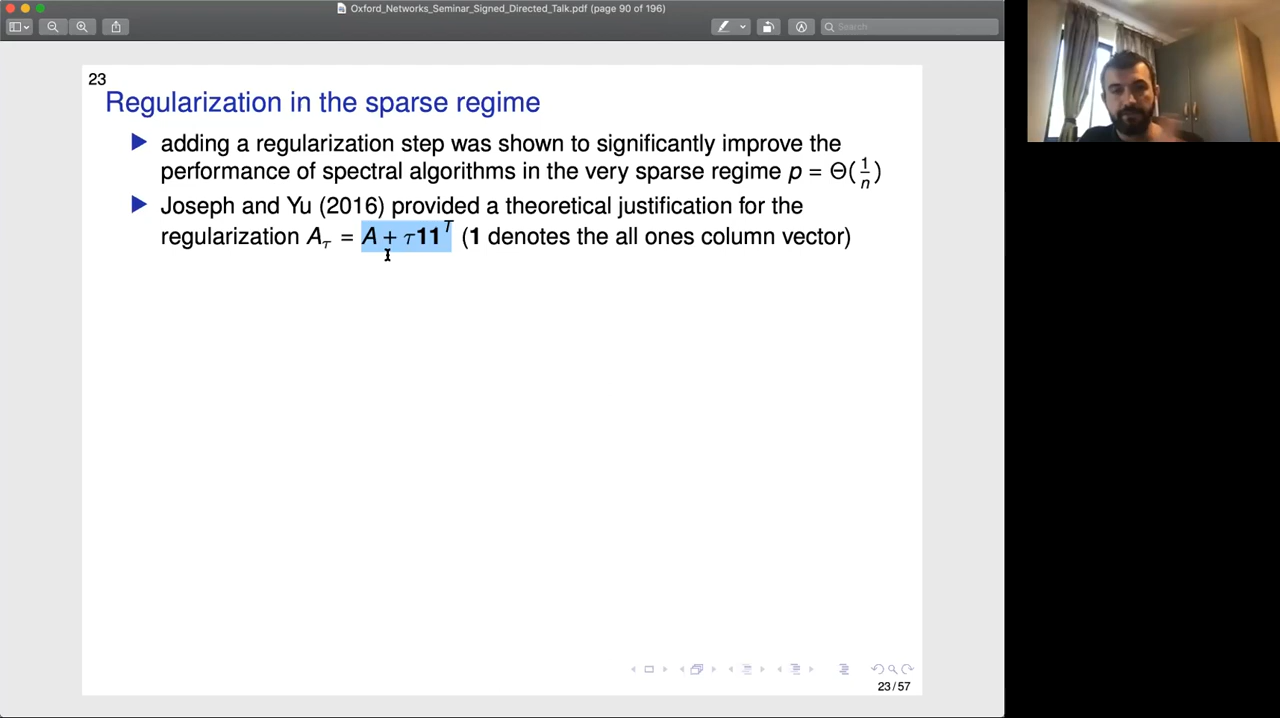 Oxford_Networks_Seminar_Signed_Directed_Talk.pdf (page 90 of 196)
Search
23
Regularization in the sparse regime
▶ adding a regularization step was shown to significantly improve the
performance of spectral algorithms in the very sparse regime p = Θ(1/n)
▶ Joseph and Yu (2016) provided a theoretical justification for the
regularization A_τ = A + τ11^T (1 denotes the all ones column vector)
23/57